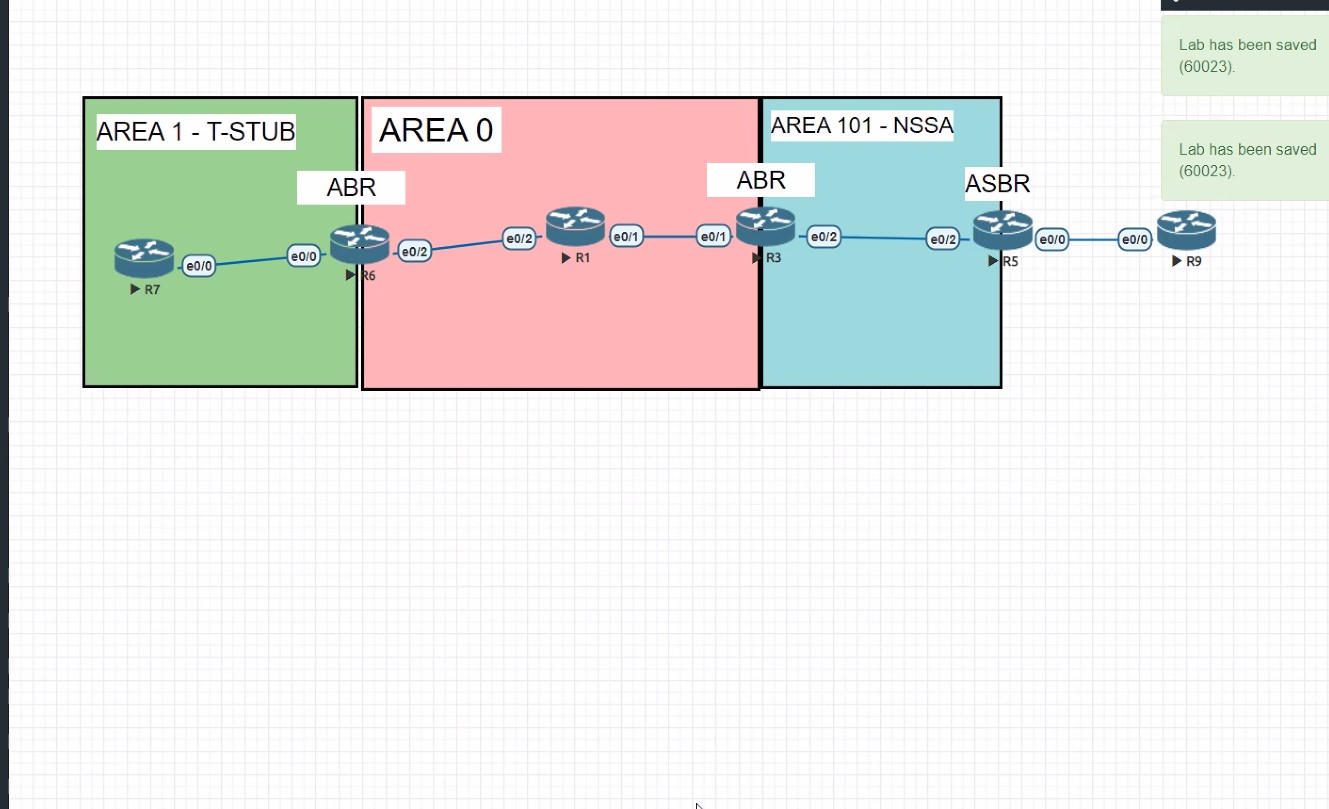 Lab has been saved
(60023).
Lab has been saved
(60023).
AREA 1 - T-STUB
AREA 0
AREA 101 - NSSA
ABR
ABR
ASBR
e0/0
e0/0
e0/2
e0/2
e0/1
e0/1
e0/2
e0/2
e0/0
e0/0
R7
R6
R1
R3
R5
R9